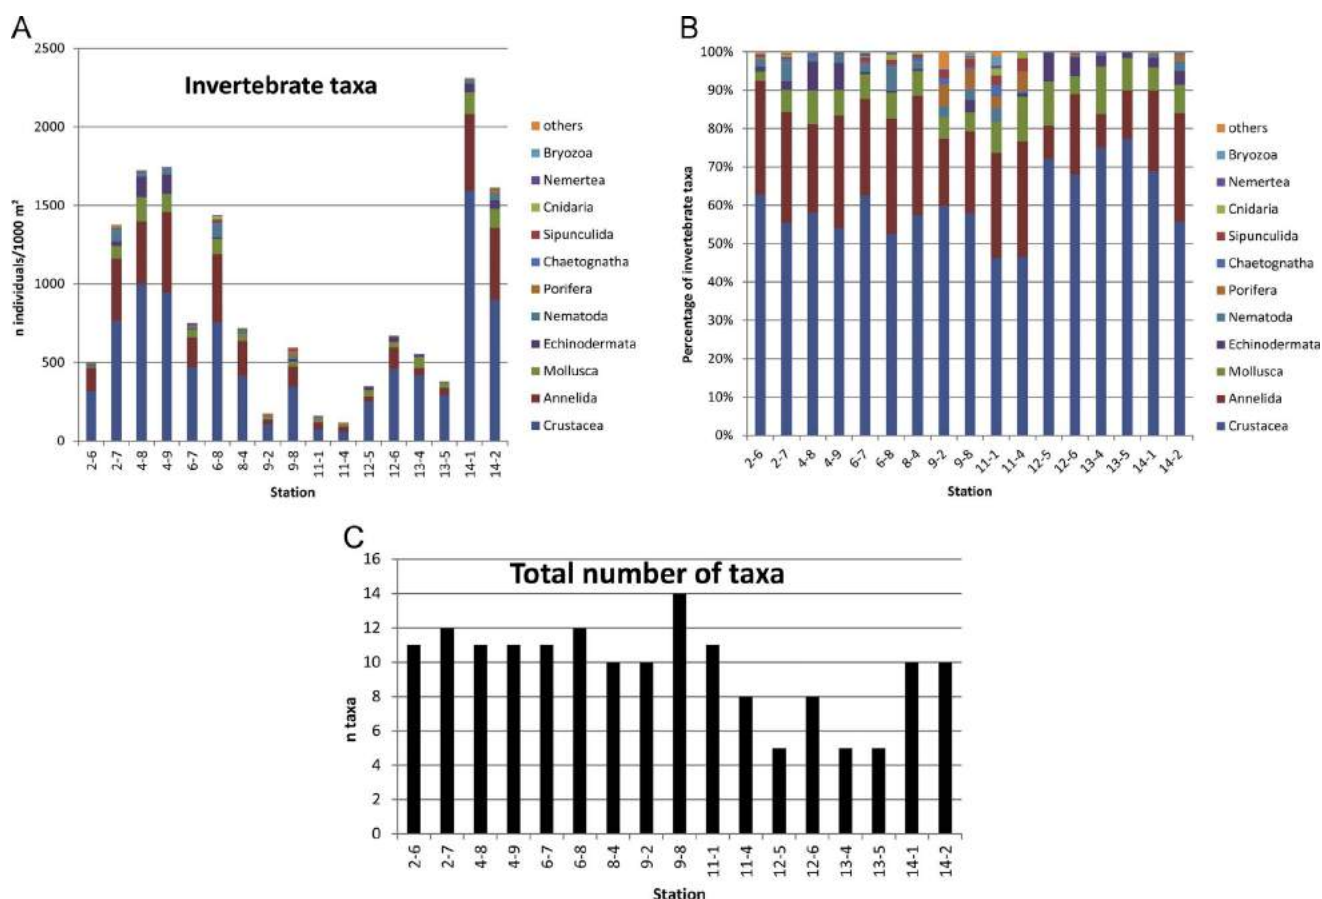 A
Invertebrate taxa
n individuals/1000 m²
2500
2000
1500
1000
500
0
2-6 2-7 4-8 4-9 6-7 6-8 8-4 9-2 9-8 11-1 11-4 12-5 12-6 13-4 13-5 14-1 14-2
Station
others
Bryozoa
Nemertea
Cnidaria
Sipunculida
Chaetognatha
Porifera
Nematoda
Echinodermata
Mollusca
Annelida
Crustacea
B
Percentage of invertebrate taxa
100%
90%
80%
70%
60%
50%
40%
30%
20%
10%
0%
2-6 2-7 4-8 4-9 6-7 6-8 8-4 9-2 9-8 11-1 11-4 12-5 12-6 13-4 13-5 14-1 14-2
Station
others
Bryozoa
Nemertea
Cnidaria
Sipunculida
Chaetognatha
Porifera
Nematoda
Echinodermata
Mollusca
Annelida
Crustacea
C
Total number of taxa
n taxa
16
14
12
10
8
6
4
2
0
2-6 2-7 4-8 4-9 6-7 6-8 8-4 9-2 9-8 11-1 11-4 12-5 12-6 13-4 13-5 14-1 14-2
Station